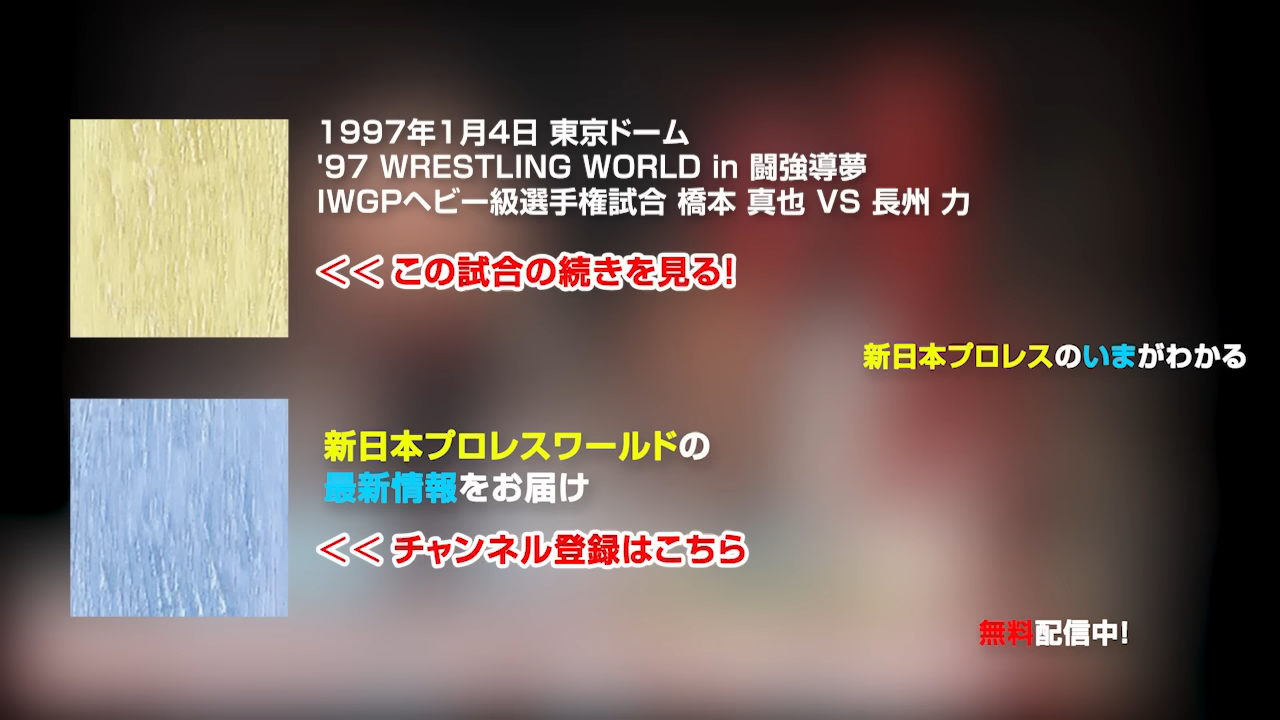 1997年1月4日 東京ドーム
'97 WRESTLING WORLD in 闘強導夢
IWGPヘビー級選手権試合 橋本 真也 VS 長州 力
<< この試合の続きを見る!
新日本プロレスのいまがわかる
新日本プロレスワールドの
最新情報をお届け
<< チャンネル登録はこちら
無料配信中!